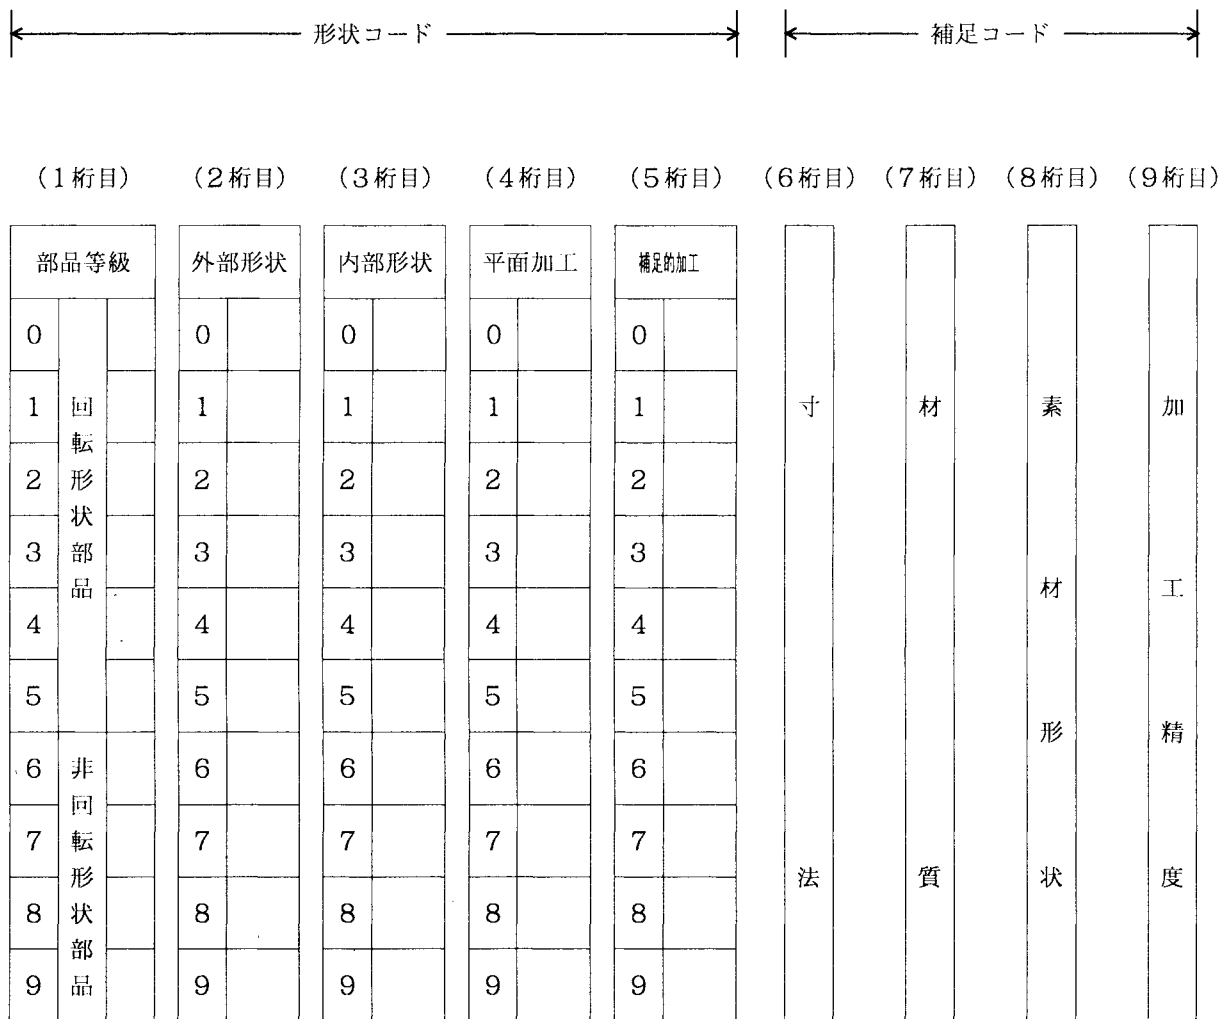 形状コード 補足コード
(1桁目) (2桁目) (3桁目) (4桁目) (5桁目) (6桁目) (7桁目) (8桁目) (9桁目)
部品等級 外部形状 内部形状 平面加工 補足的加工
0 0 0 0 0
1 1 1 1 1
2 2 2 2 2
3 3 3 3 3
4 4 4 4 4
5 5 5 5 5
6 6 6 6 6
7 7 7 7 7
8 8 8 8 8
9 9 9 9 9
回転形状部品
非回転形状部品
寸法
材質
素材形状
加工精度